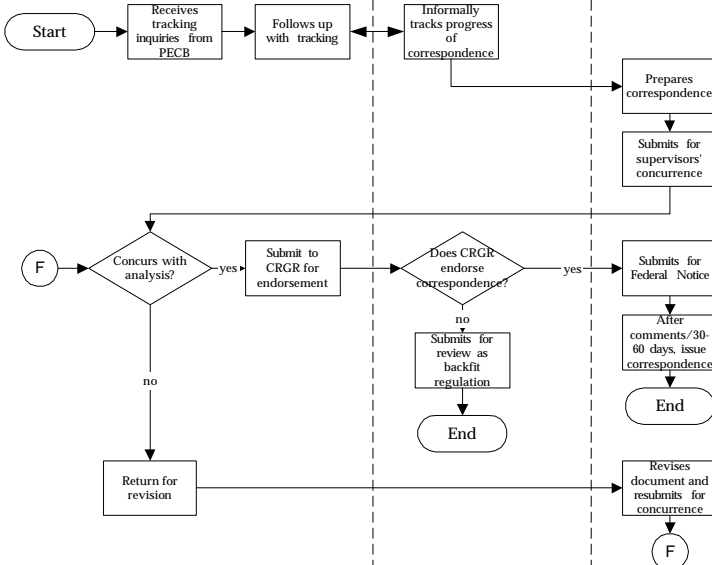 Start
Receives
tracking
inquiries from
PECB
Follows up
with tracking
Informally
tracks progress
of
correspondence
Prepares
correspondence
Submits for
supervisors'
concurrence
F
Concurs with
analysis?
yes
Submit to
CRGR for
endorsement
Does CRGR
endorse
correspondence?
yes
Submits for
Federal Notice
no
Submits for
review as
backfit
regulation
After
comments/30-
60 days, issue
correspondence
End
End
no
Return for
revision
Revises
document and
resubmits for
concurrence
F